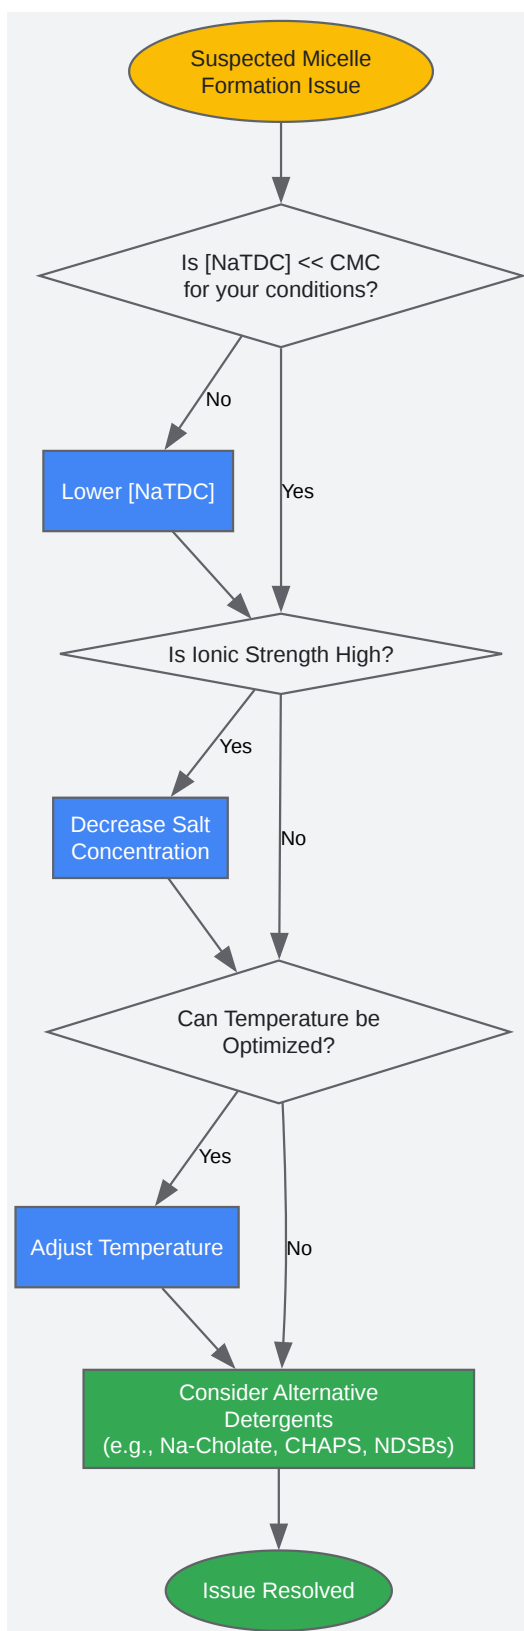 Suspected Micelle
Formation Issue
Is [NaTDC] << CMC
for your conditions?
No
Lower [NaTDC]
Yes
Is Ionic Strength High?
Yes
Decrease Salt
Concentration
No
Can Temperature be
Optimized?
Yes
Adjust Temperature
No
Consider Alternative
Detergents
(e.g., Na-Cholate, CHAPS, NDSBs)
Issue Resolved